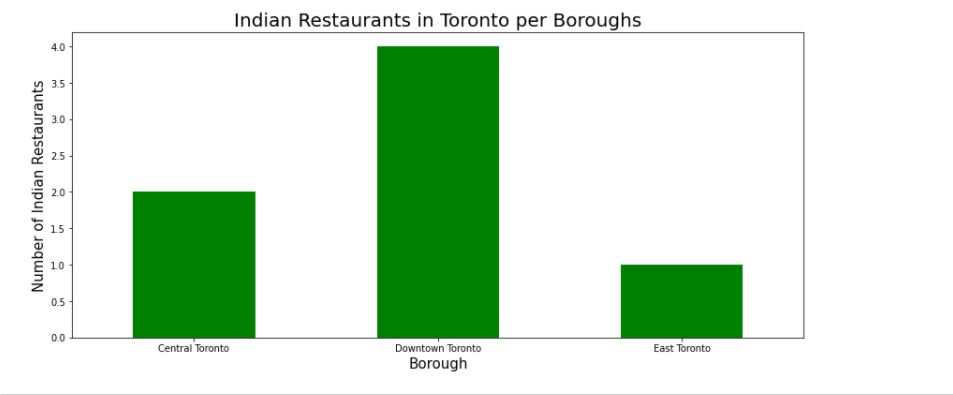 Indian Restaurants in Toronto per Boroughs
Number of Indian Restaurants
4.0
3.5
3.0
2.5
2.0
1.5
1.0
0.5
0.0
Central Toronto Downtown Toronto East Toronto
Borough